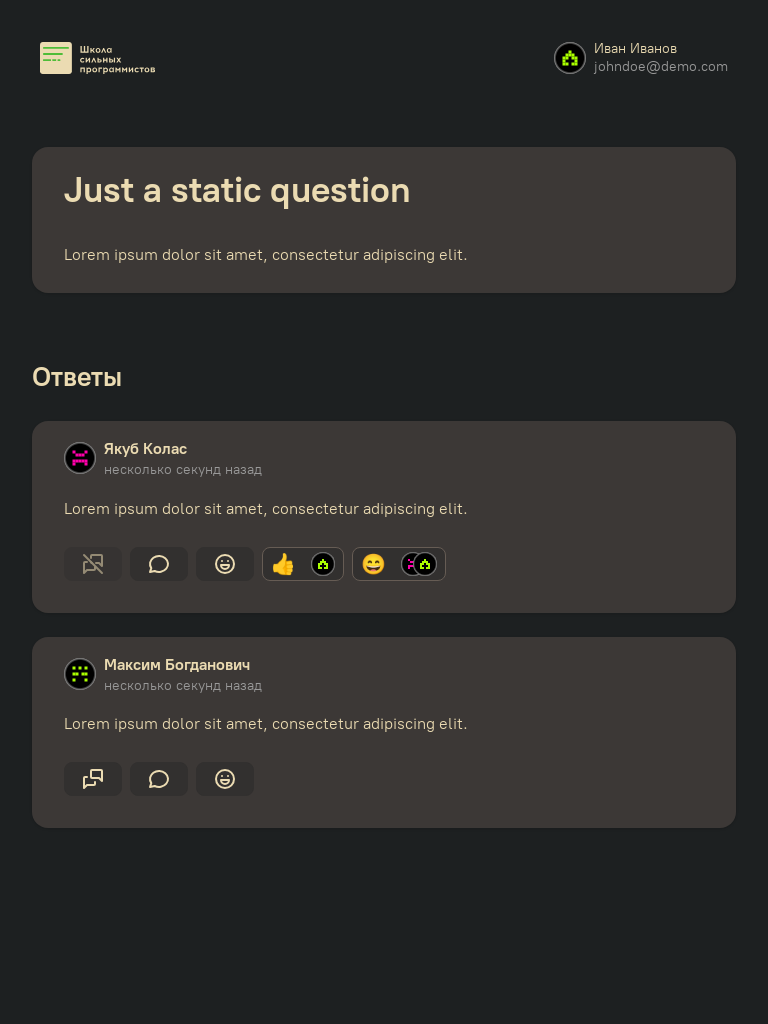 Школа
сильных
программистов
Иван Иванов
johndoe@demo.com
Just a static question
Lorem ipsum dolor sit amet, consectetur adipiscing elit.
Ответы
Якуб Колас
несколько секунд назад
Lorem ipsum dolor sit amet, consectetur adipiscing elit.
Максим Богданович
несколько секунд назад
Lorem ipsum dolor sit amet, consectetur adipiscing elit.